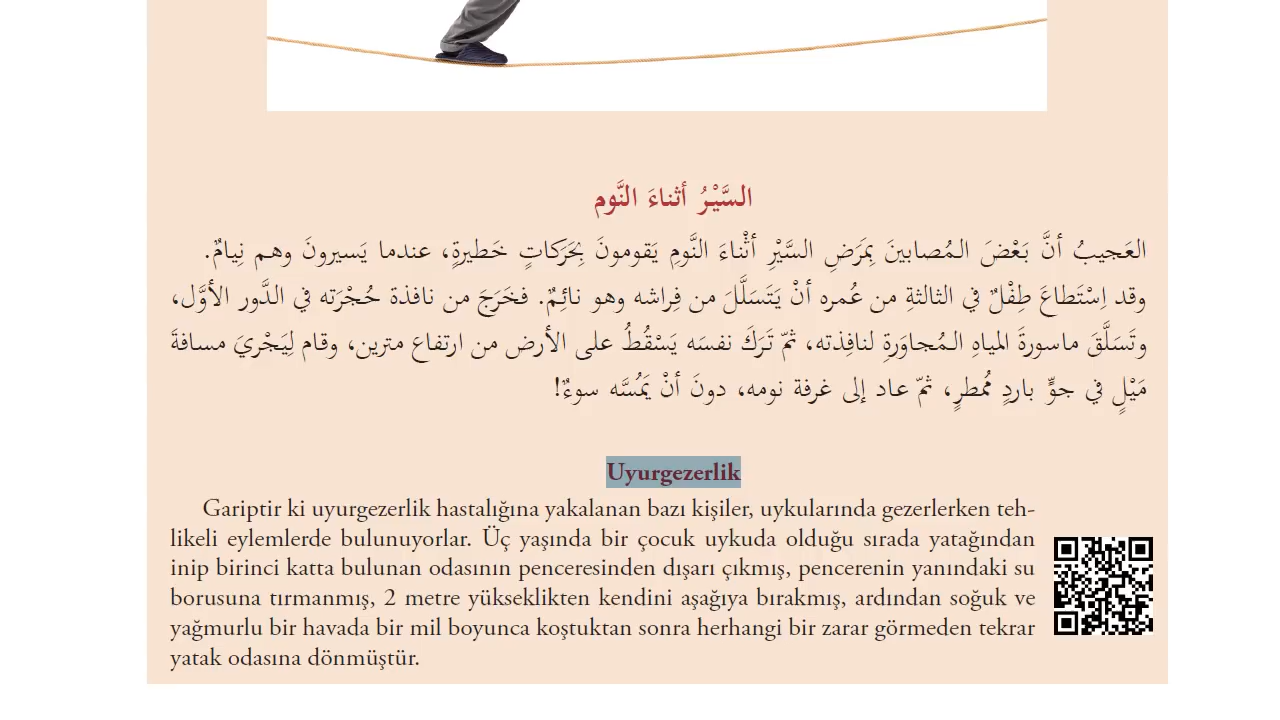 السَّيْرُ أثناءَ النَّوم
العَجيبُ أنَّ بَعْضَ المُصابينَ بِمَرَضِ السَّيْرِ أثْناءَ النَّومِ يَقومونَ بِحَرَكاتٍ خَطيرةٍ، عندما يَسيرونَ وهم نِيامٌ.
وقد اِسْتَطاعَ طِفْلٌ في الثالثةِ من عُمره أنْ يَتَسَلَّلَ من فِراشه وهو نائِمٌ. فخَرَجَ من نافذة حُجْرَته في الدَّور الأوَّل،
وتَسَلَّقَ ماسورةَ المياهِ المُجاوَرةِ لنافِذته، ثمّ تَرَكَ نفسَه يَسْقُطُ على الأرض من ارتفاع مترين، وقام لِيَجْريَ مسافةَ
مَيْلٍ في جوٍّ باردٍ مُمطرٍ، ثمّ عاد إلى غرفة نومه، دونَ أنْ يَمُسَّه سوءٌ!
Uyurgezerlik
Gariptir ki uyurgezerlik hastalığına yakalanan bazı kişiler, uykularında gezerlerken teh-
likeli eylemlerde bulunuyorlar. Üç yaşında bir çocuk uykuda olduğu sırada yatağından
inip birinci katta bulunan odasının penceresinden dışarı çıkmış, pencerenin yanındaki su
borusuna tırmanmış, 2 metre yükseklikten kendini aşağıya bırakmış, ardından soğuk ve
yağmurlu bir havada bir mil boyunca koştuktan sonra herhangi bir zarar görmeden tekrar
yatak odasına dönmüştür.